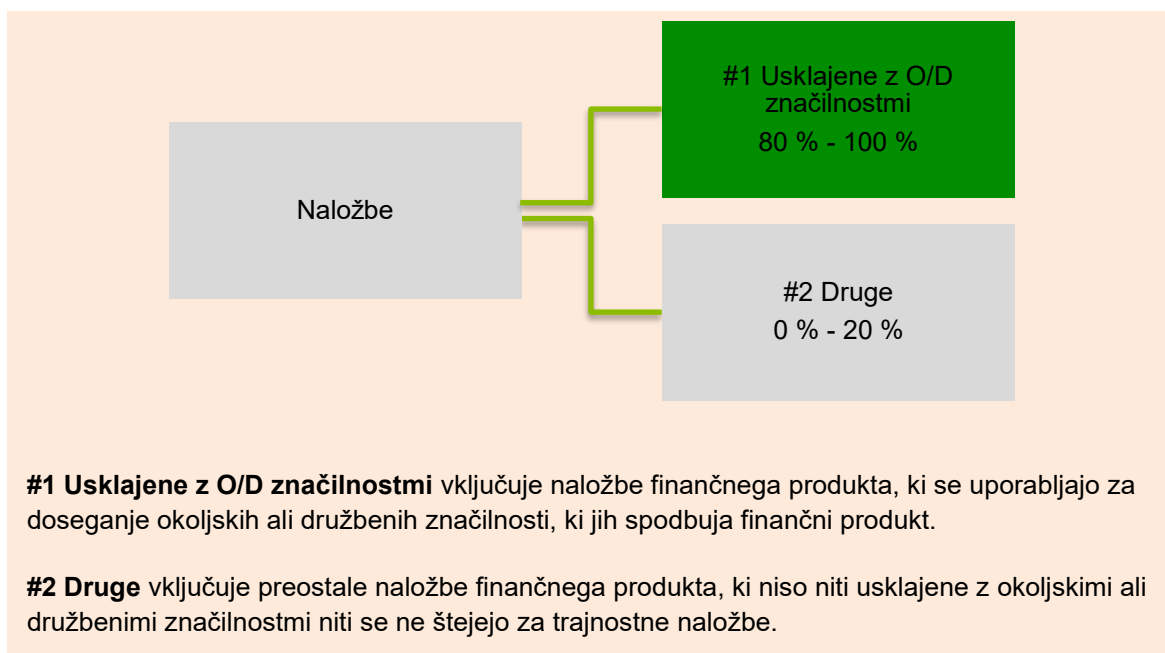 #1 Usklajene z O/D
značilnostmi
80 % - 100 %
Naložbe
#2 Druge
0 % - 20 %
#1 Usklajene z O/D značilnostmi vključuje naložbe finančnega produkta, ki se uporabljajo za
doseganje okoljskih ali družbenih značilnosti, ki jih spodbuja finančni produkt.
#2 Druge vključuje preostale naložbe finančnega produkta, ki niso niti usklajene z okoljskimi ali
družbenimi značilnostmi niti se ne štejejo za trajnostne naložbe.